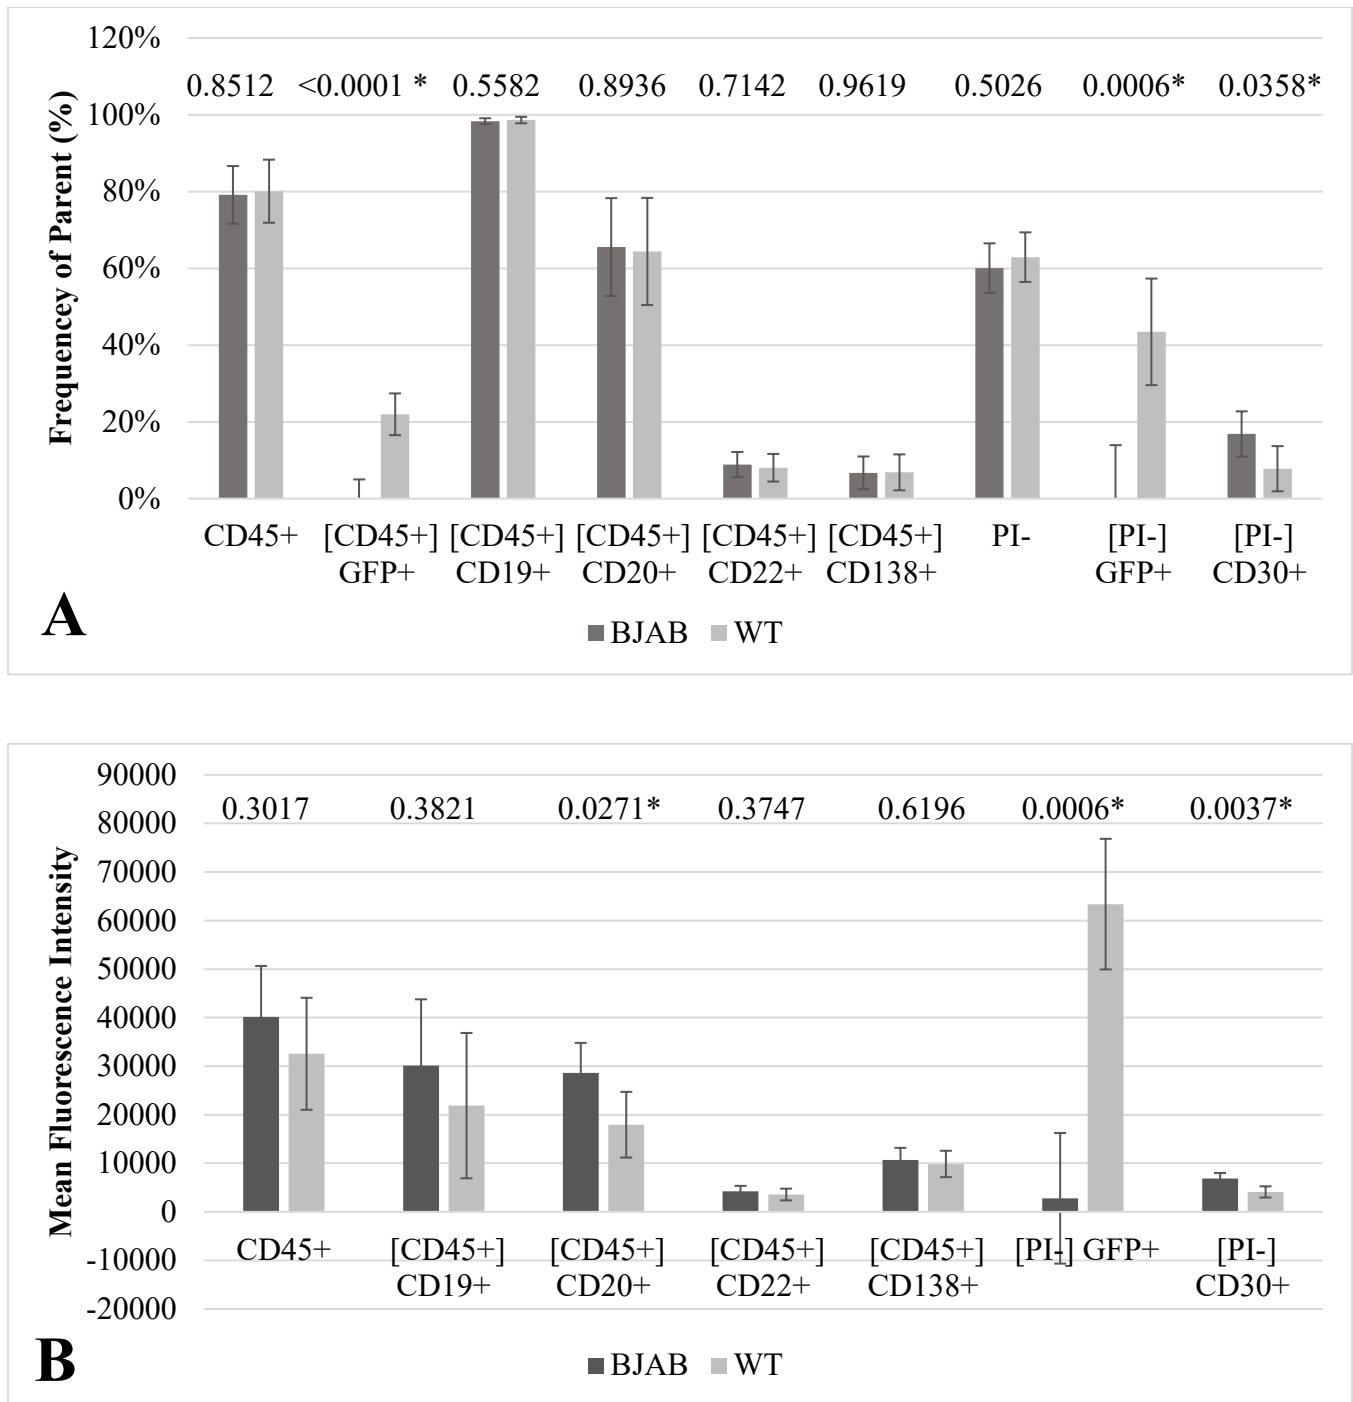 120%
0.8512 <0.0001 * 0.5582 0.8936 0.7142 0.9619 0.5026 0.0006* 0.0358*
100%
80%
60%
40%
20%
0%
Frequencey of Parent (%)
CD45+ [CD45+] [CD45+] [CD45+] [CD45+] [CD45+] PI- [PI-] [PI-]
GFP+ CD19+ CD20+ CD22+ CD138+ GFP+ CD30+
A
BJAB WT
90000
0.3017 0.3821 0.0271* 0.3747 0.6196 0.0006* 0.0037*
80000
70000
60000
50000
40000
30000
20000
10000
0
-10000
-20000
Mean Fluorescence Intensity
CD45+ [CD45+] [CD45+] [CD45+] [CD45+] [PI-] GFP+ [PI-]
CD19+ CD20+ CD22+ CD138+ CD30+
B
BJAB WT